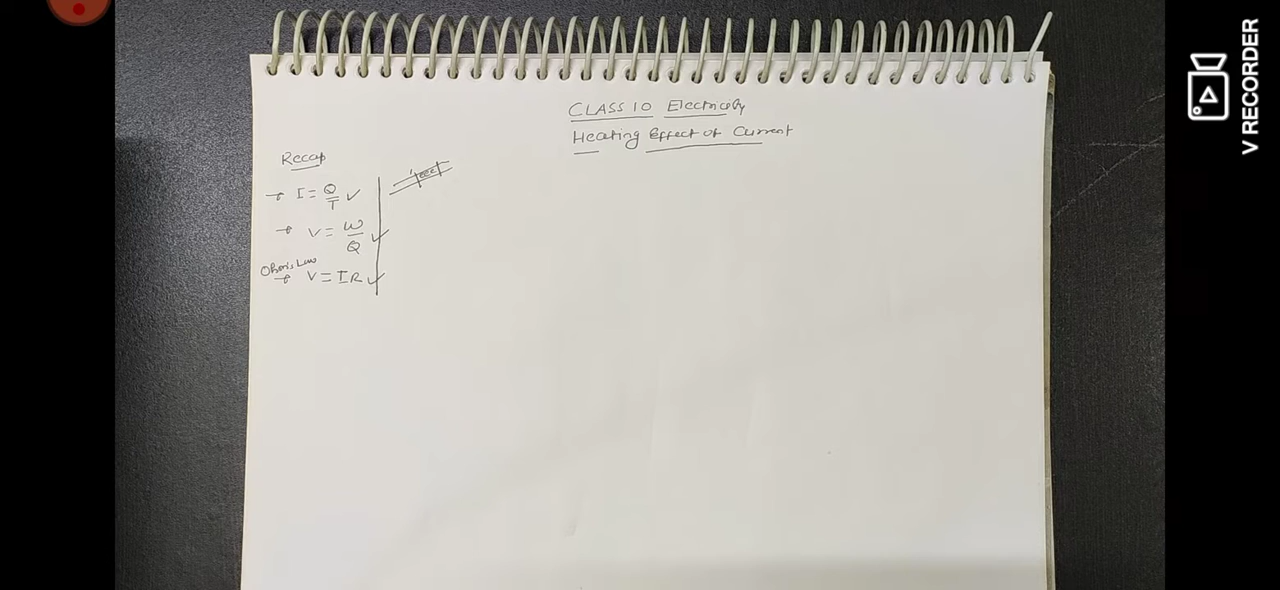 CLASS 10 Electricity
Heating Effect of Current
Recap
→ I = Q/T ✓
→ V = W/Q ✓
Ohm's Law
→ V = IR ✓
V RECORDER